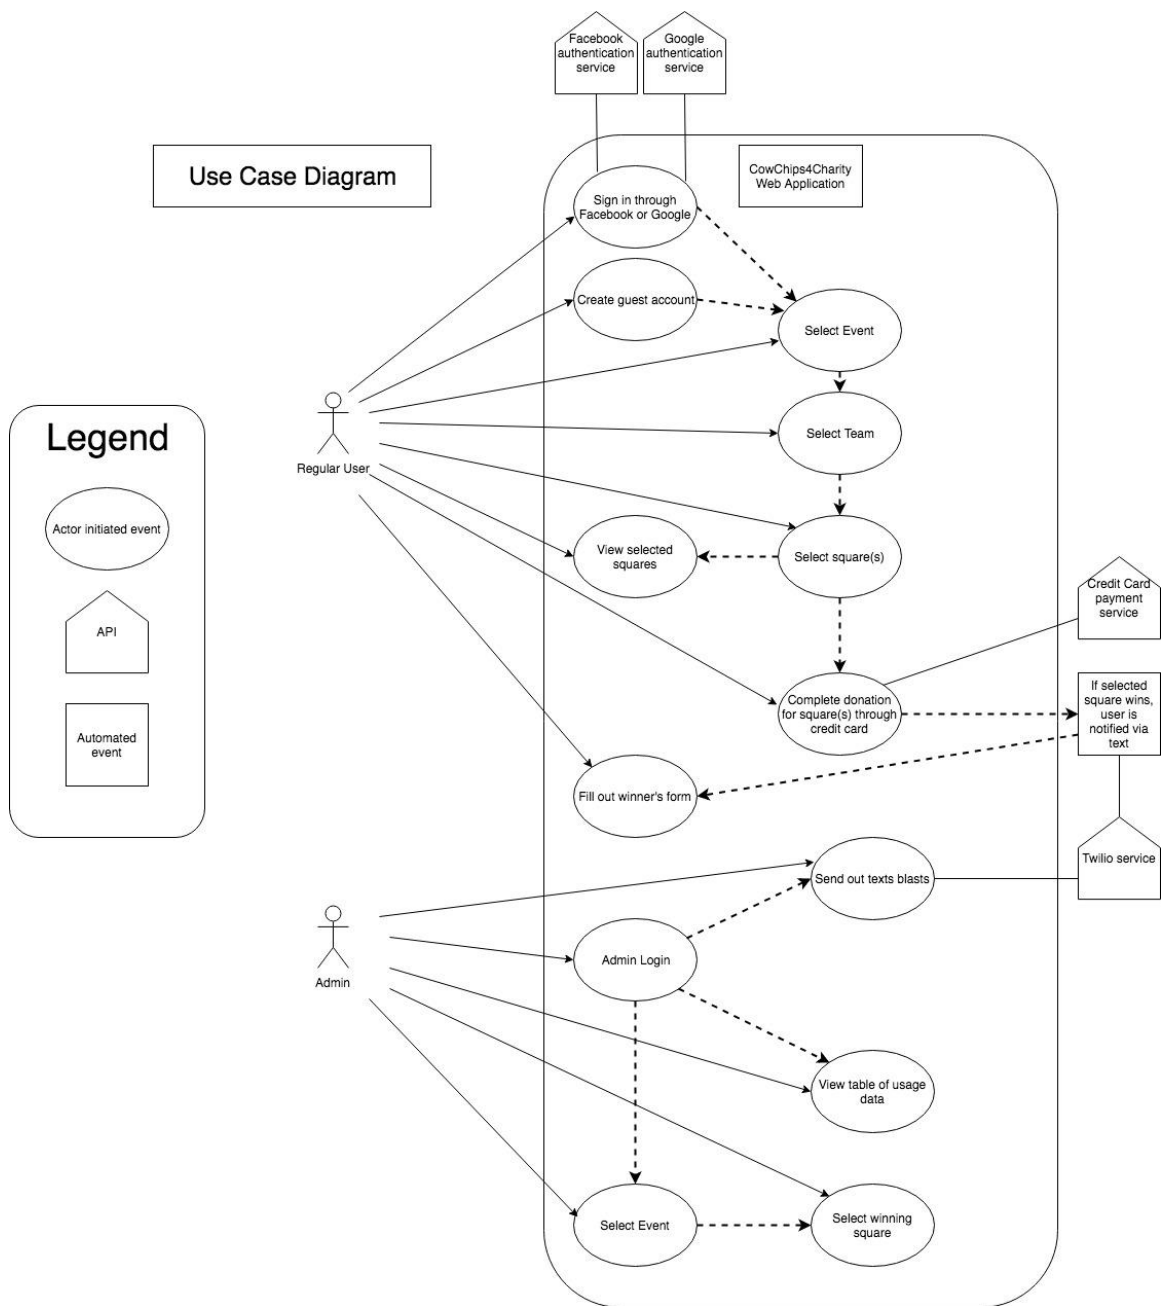 Facebook
authentication
service
Google
authentication
service
Use Case Diagram
CowChips4Charity
Web Application
Sign in through
Facebook or Google
Create guest account
Select Event
Legend
Select Team
Regular User
Actor initiated event
View selected
squares
Select square(s)
Credit Card
payment
service
API
Complete donation
for square(s) through
credit card
If selected
square wins,
user is
notified via
text
Automated
event
Fill out winner's form
Twilio service
Send out texts blasts
Admin Login
Admin
View table of usage
data
Select Event
Select winning
square